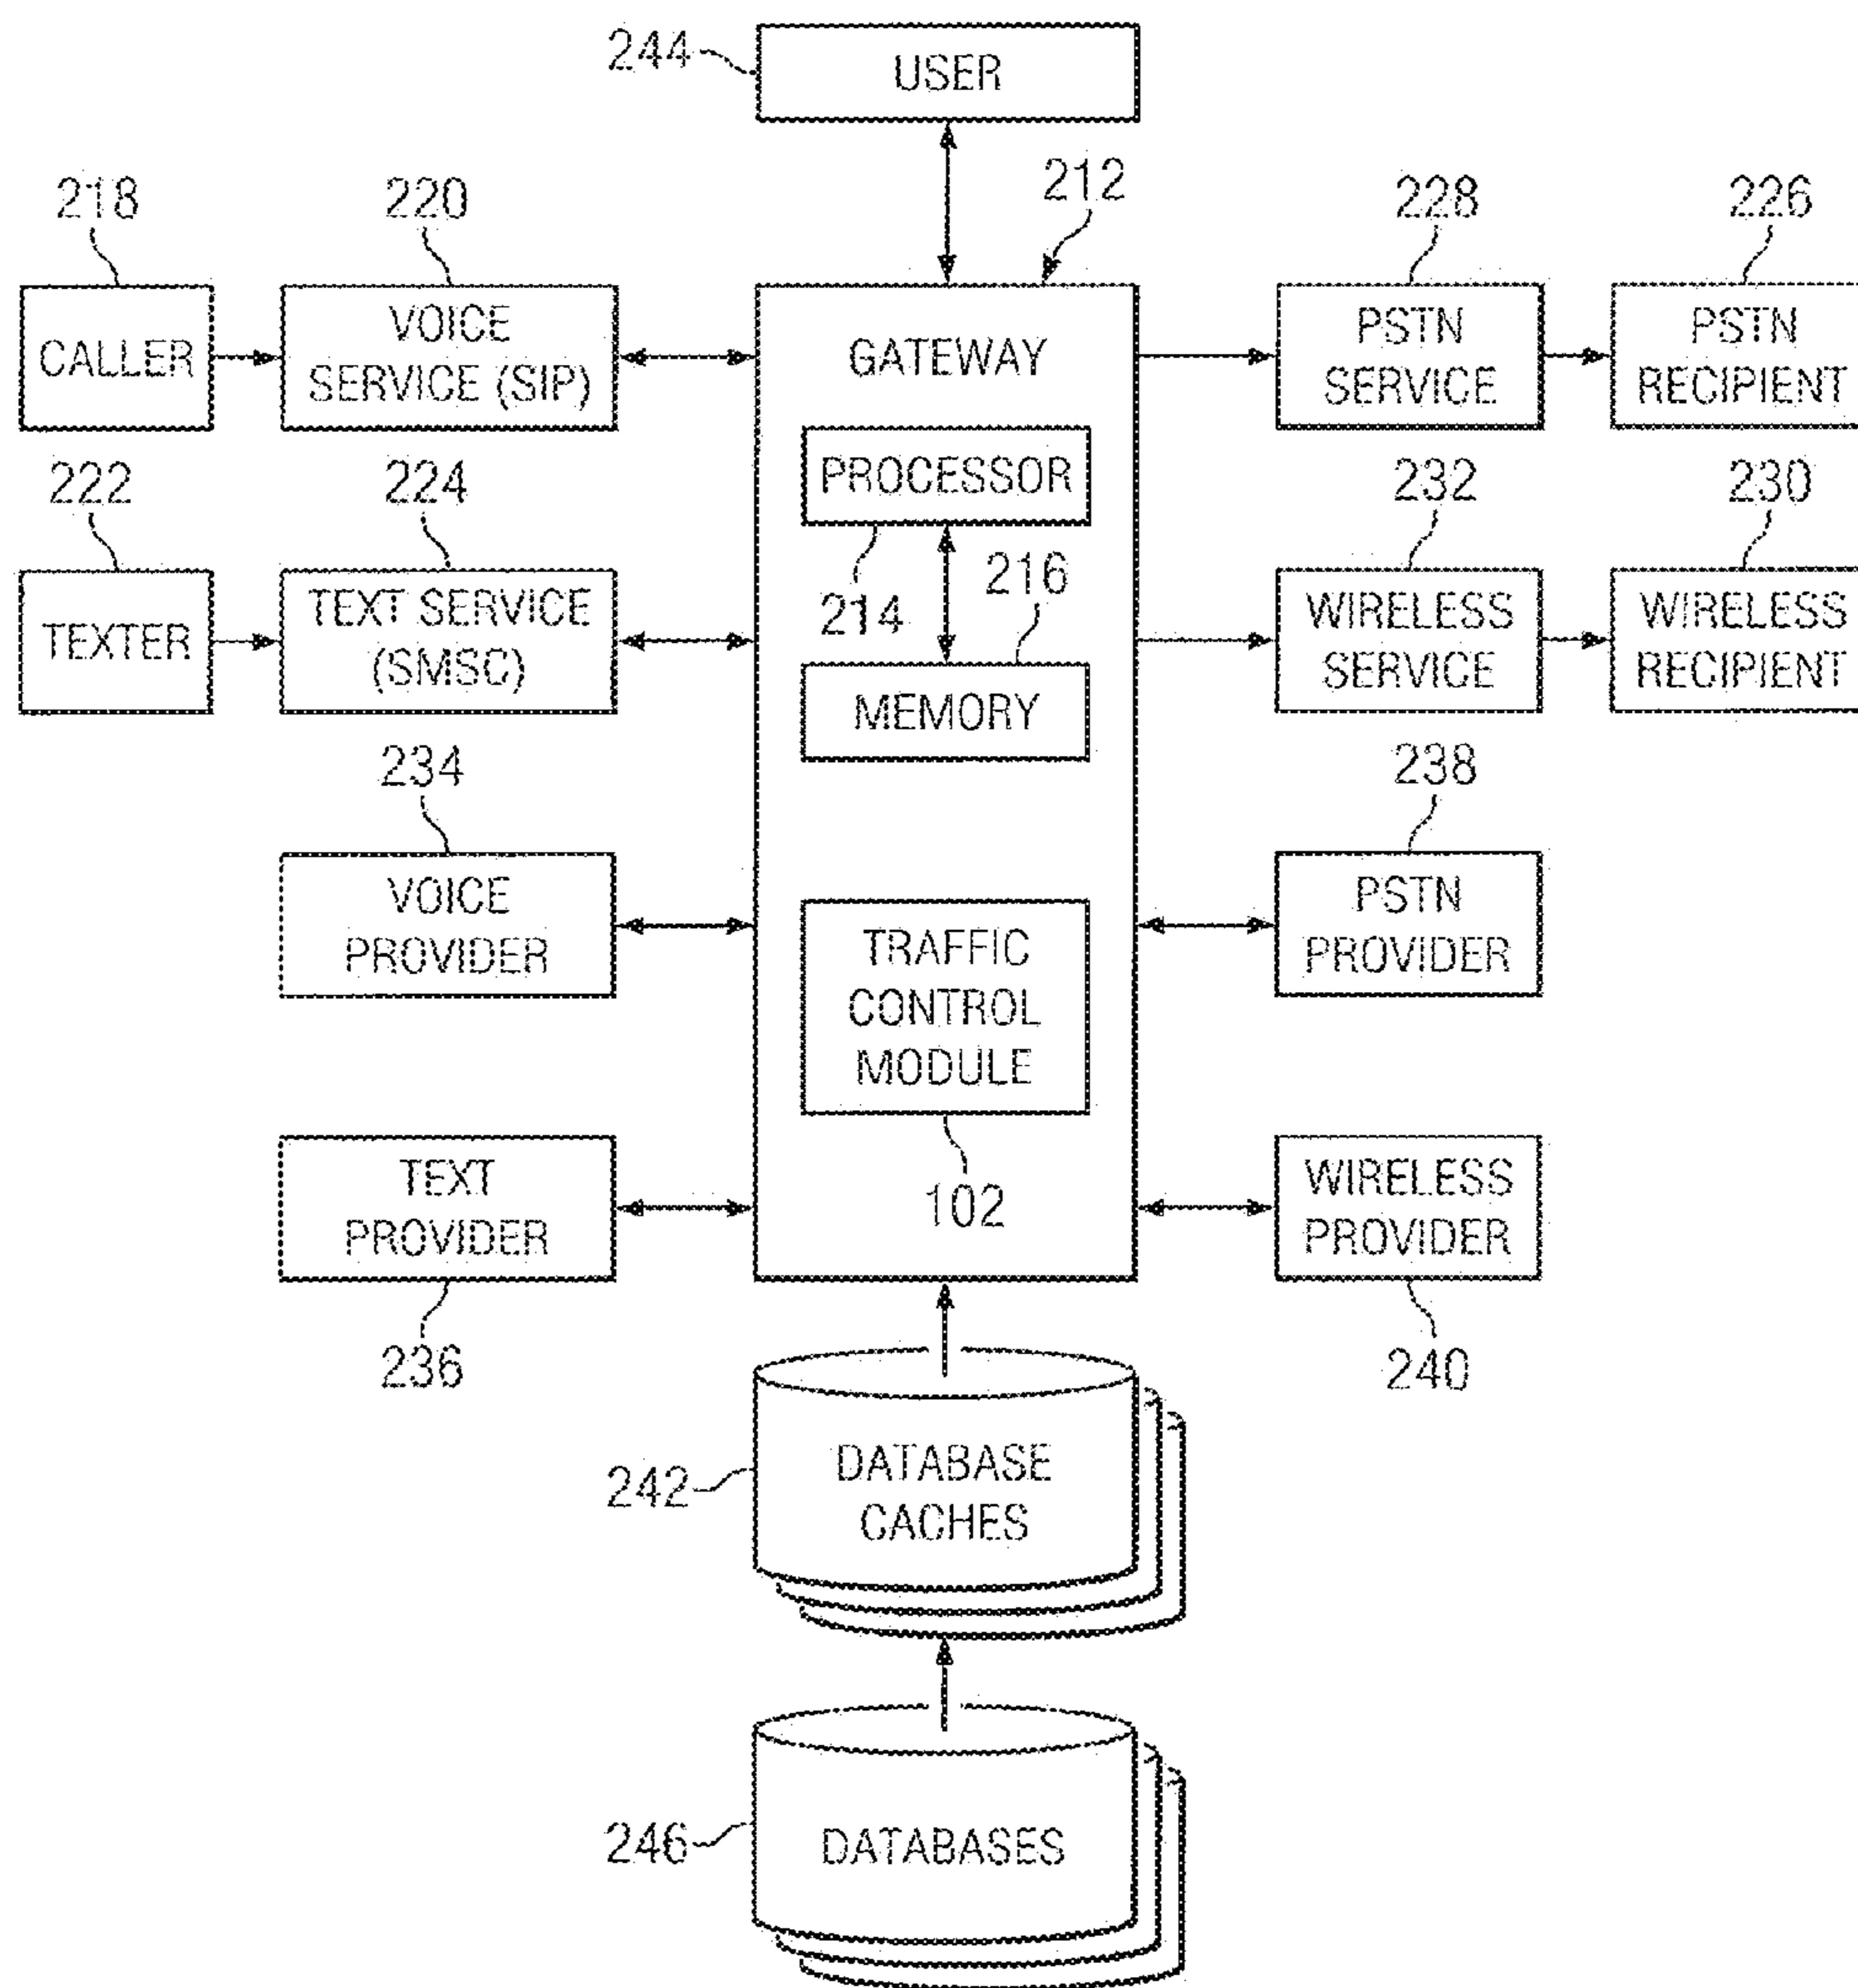 244
USER
212
218
220
228
226
CALLER
VOICE
SERVICE (SIP)
GATEWAY
PSTN
SERVICE
PSTN
RECIPIENT
PROCESSOR
222
224
232
230
214
216
TEXTER
TEXT SERVICE
(SMSC)
WIRELESS
SERVICE
WIRELESS
RECIPIENT
MEMORY
234
238
VOICE
PROVIDER
TRAFFIC
CONTROL
MODULE
PSTN
PROVIDER
102
TEXT
PROVIDER
WIRELESS
PROVIDER
236
240
242
DATABASE
CACHES
246
DATABASES